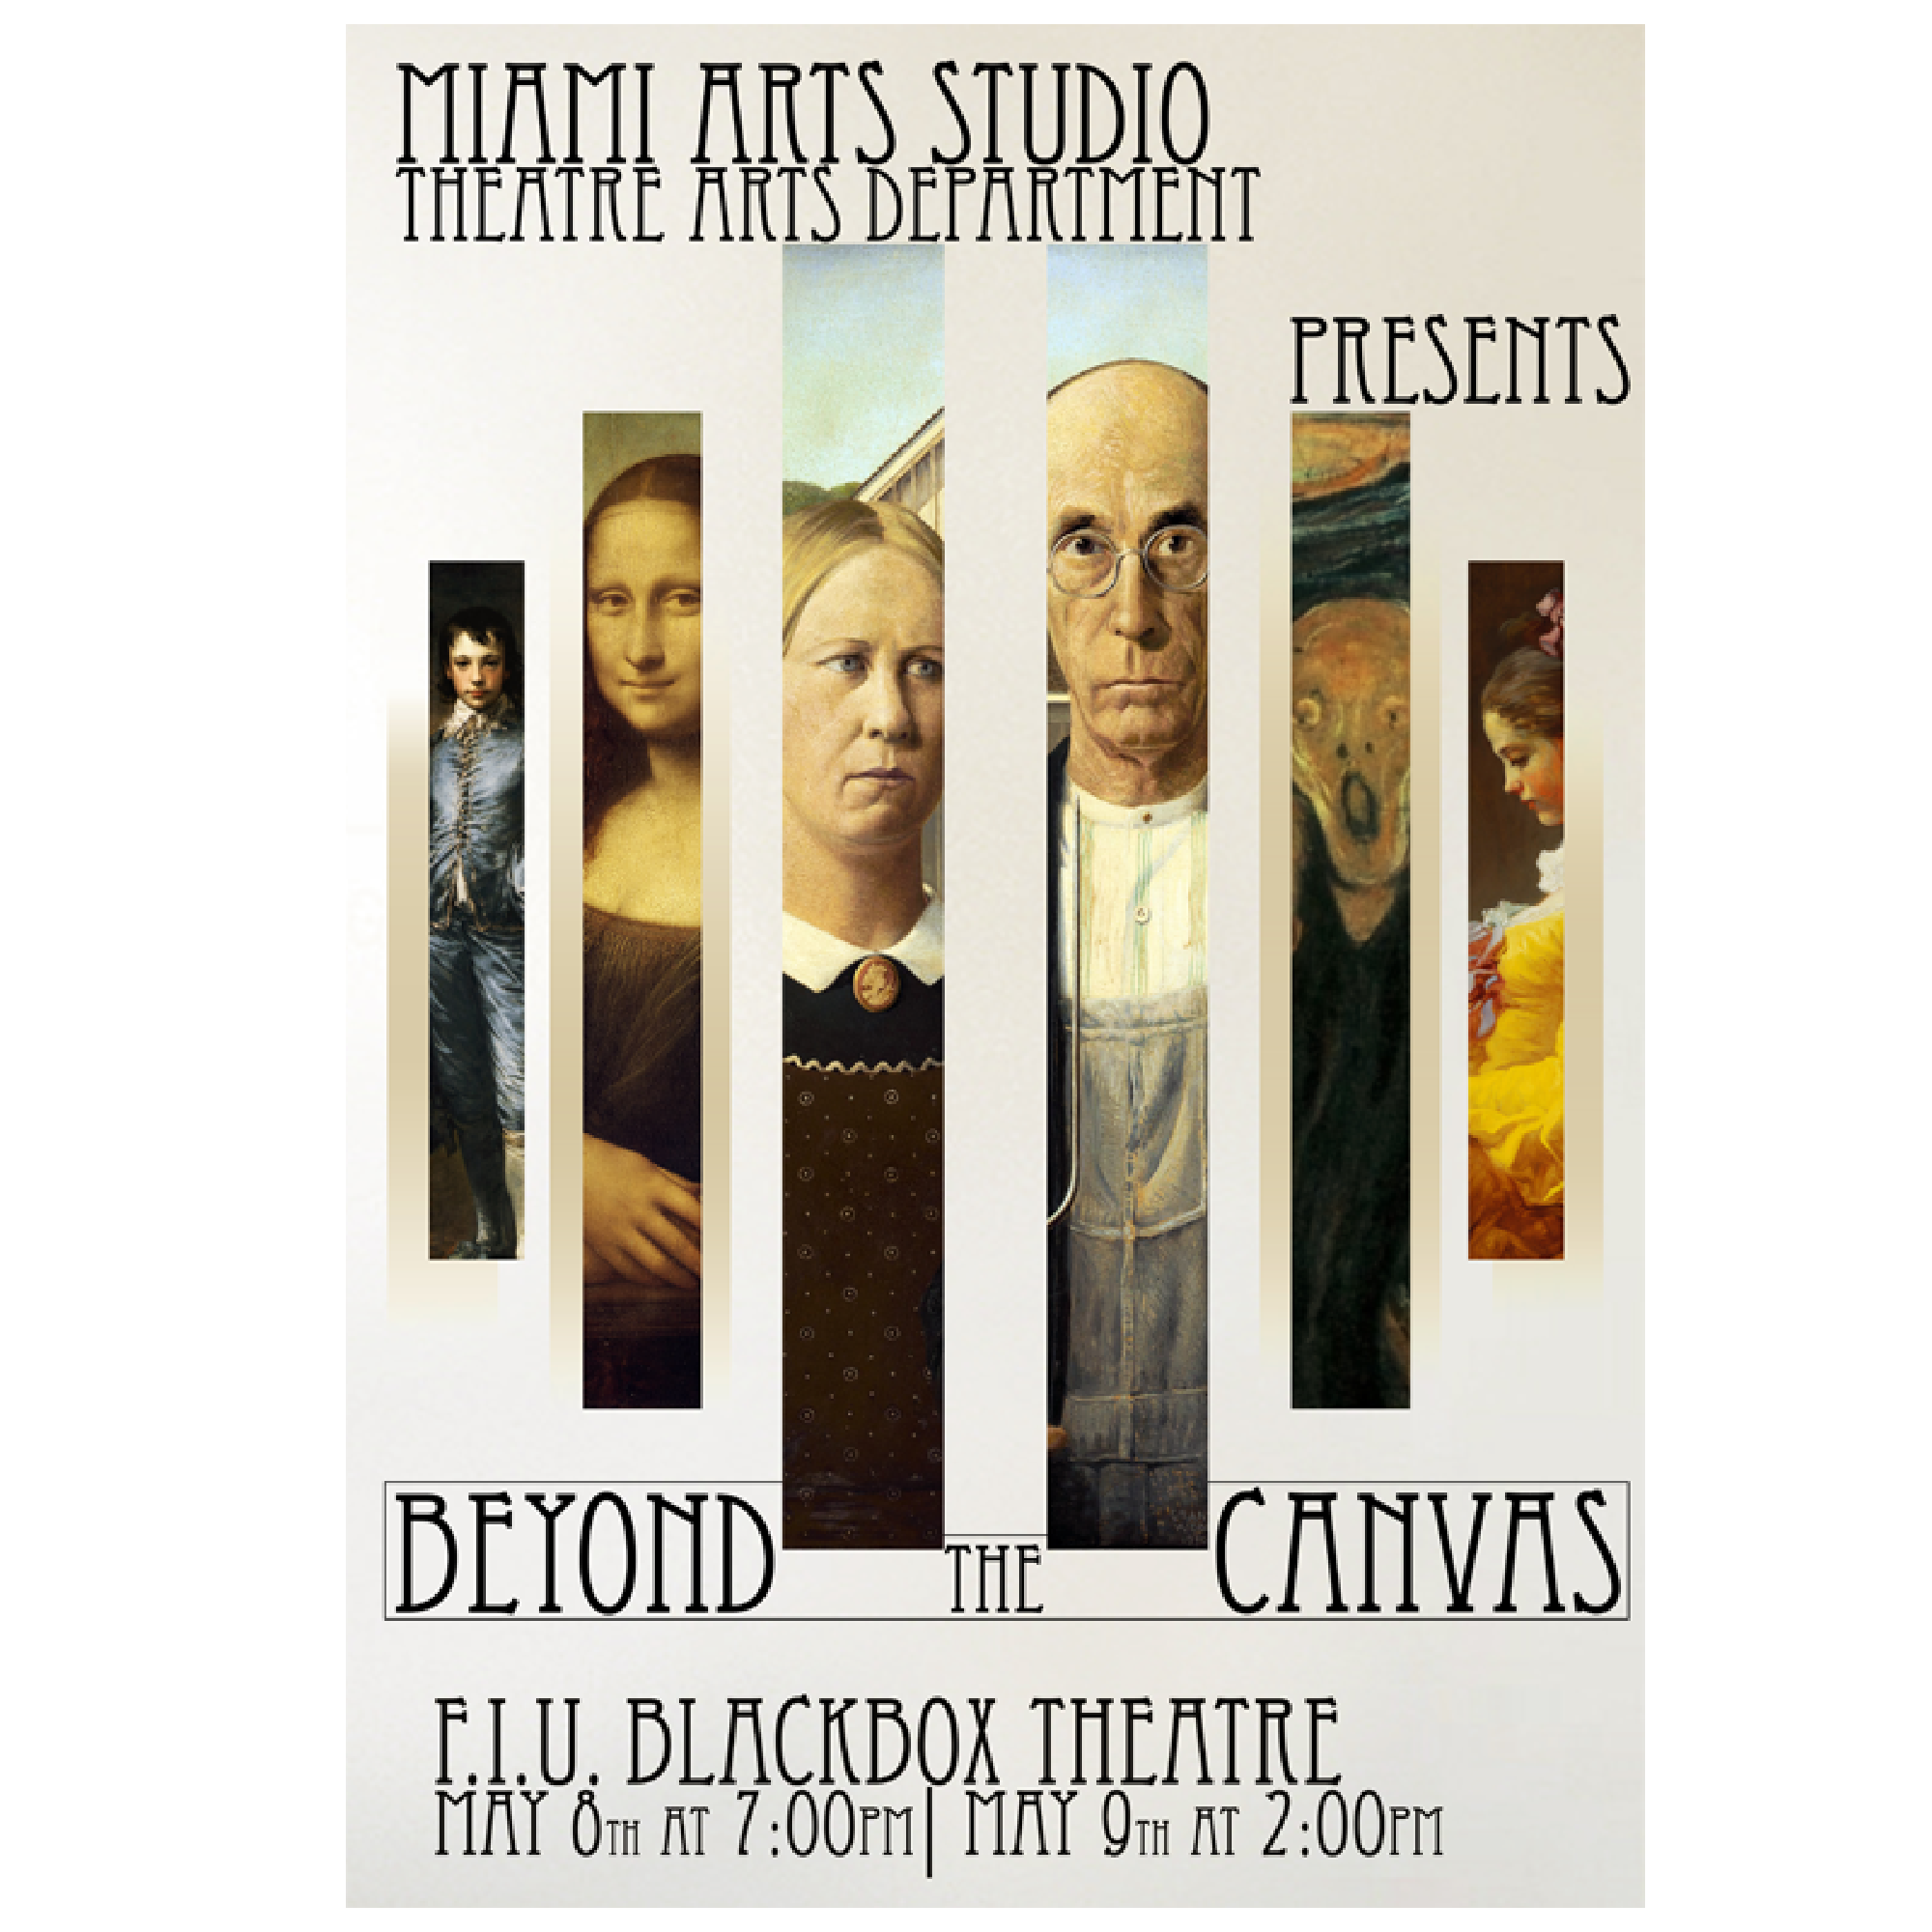 MIAMI ARTS STUDIO
THEATRE ARTS DEPARTMENT
PRESENTS
BEYOND THE CANVAS
F.I.U. BLACKBOX THEATRE
MAY 8TH AT 7:00PM| MAY 9TH AT 2:00PM